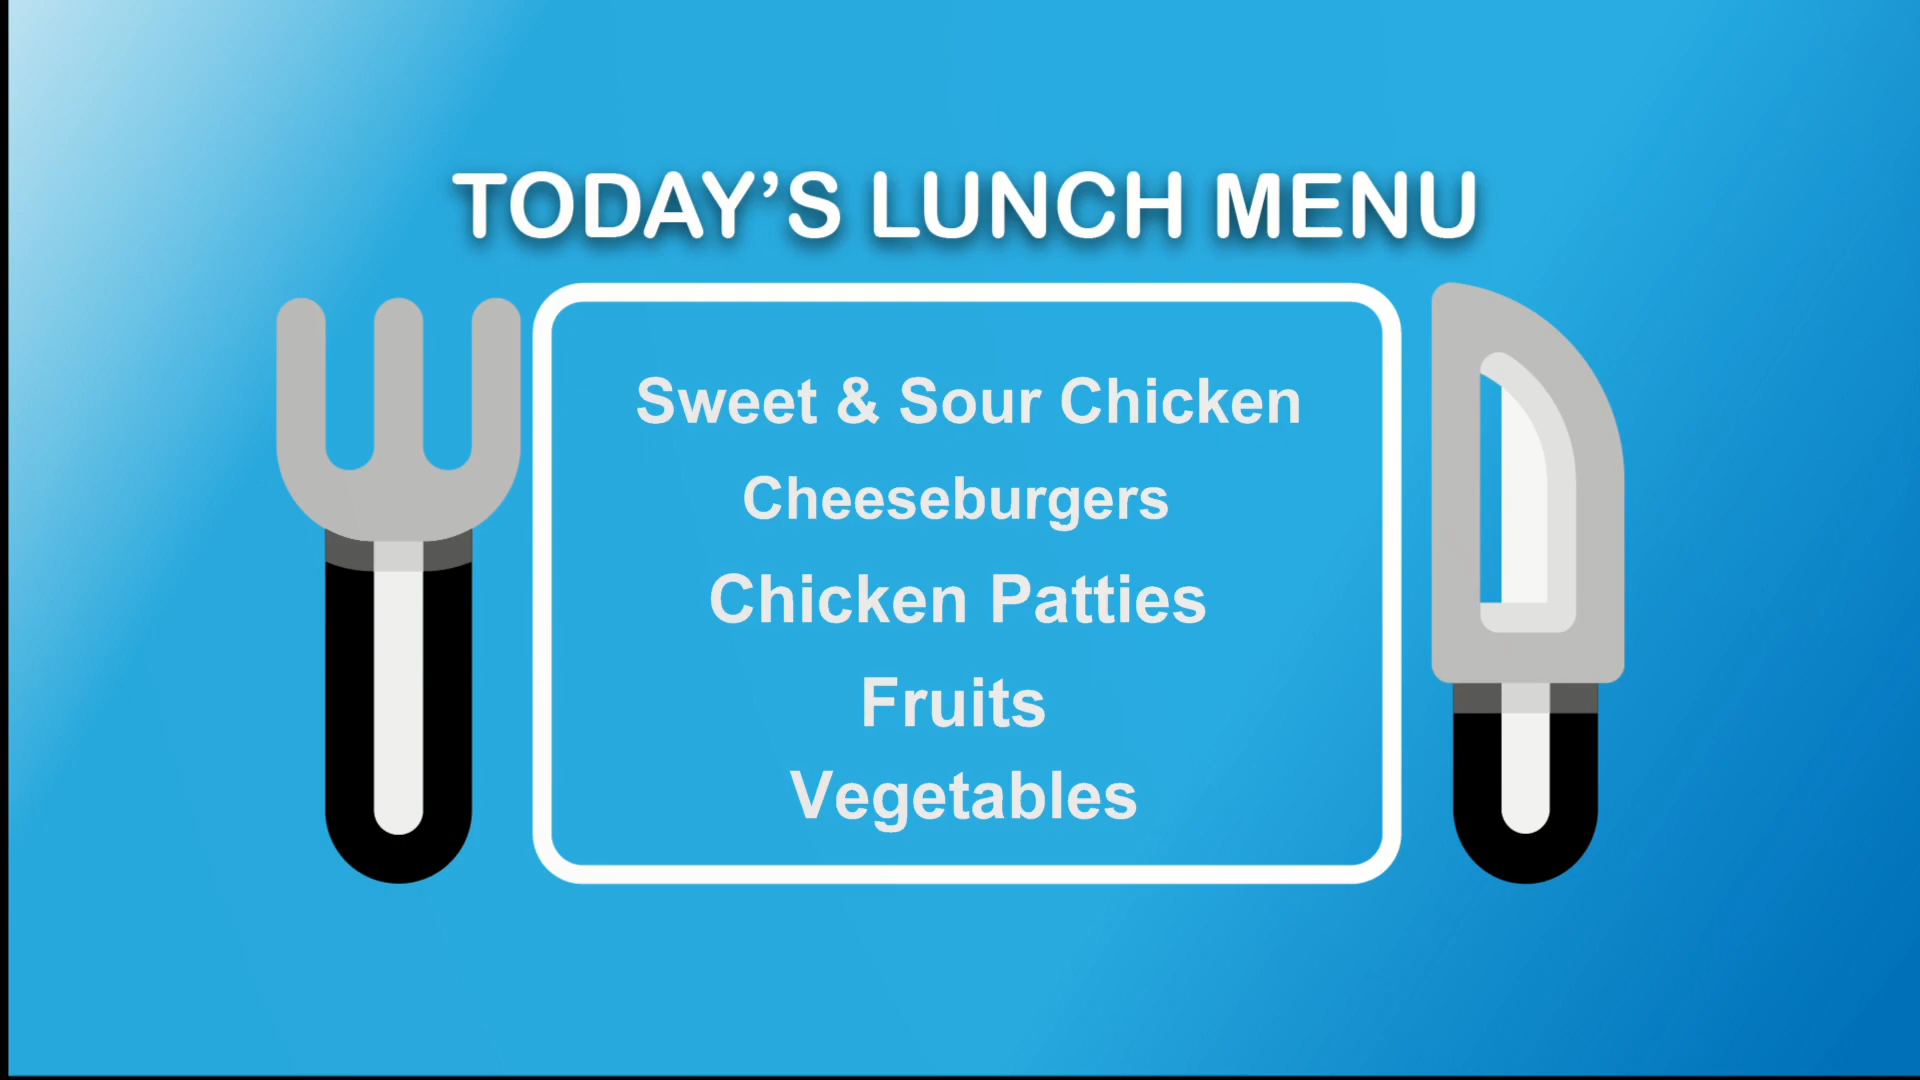 TODAY’S LUNCH MENU
Sweet & Sour Chicken
Cheeseburgers
Chicken Patties
Fruits
Vegetables